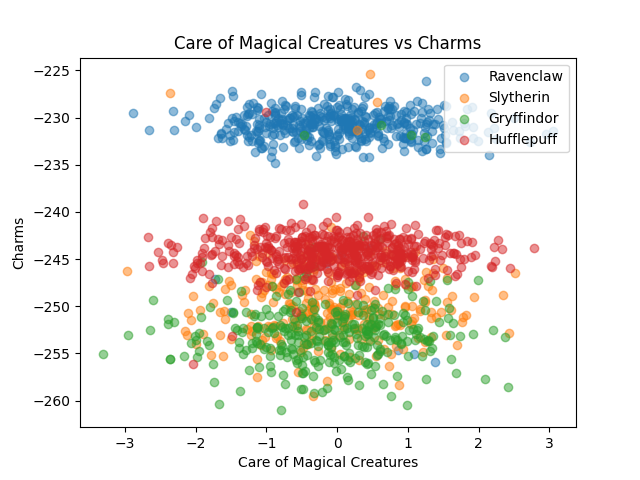 Care of Magical Creatures vs Charms
Ravenclaw
Slytherin
Gryffindor
Hufflepuff
−225
−230
−235
−240
−245
−250
−255
−260
Charms
−3
−2
−1
0
1
2
3
Care of Magical Creatures